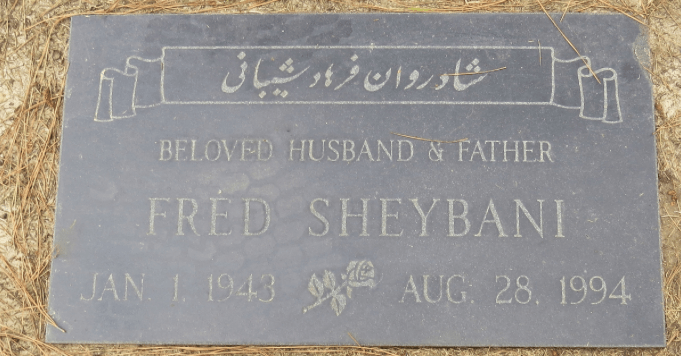 شادروان فرهاد شیبانی
BELOVED HUSBAND & FATHER
FRED SHEYBANI
JAN. 1, 1943 AUG. 28, 1994